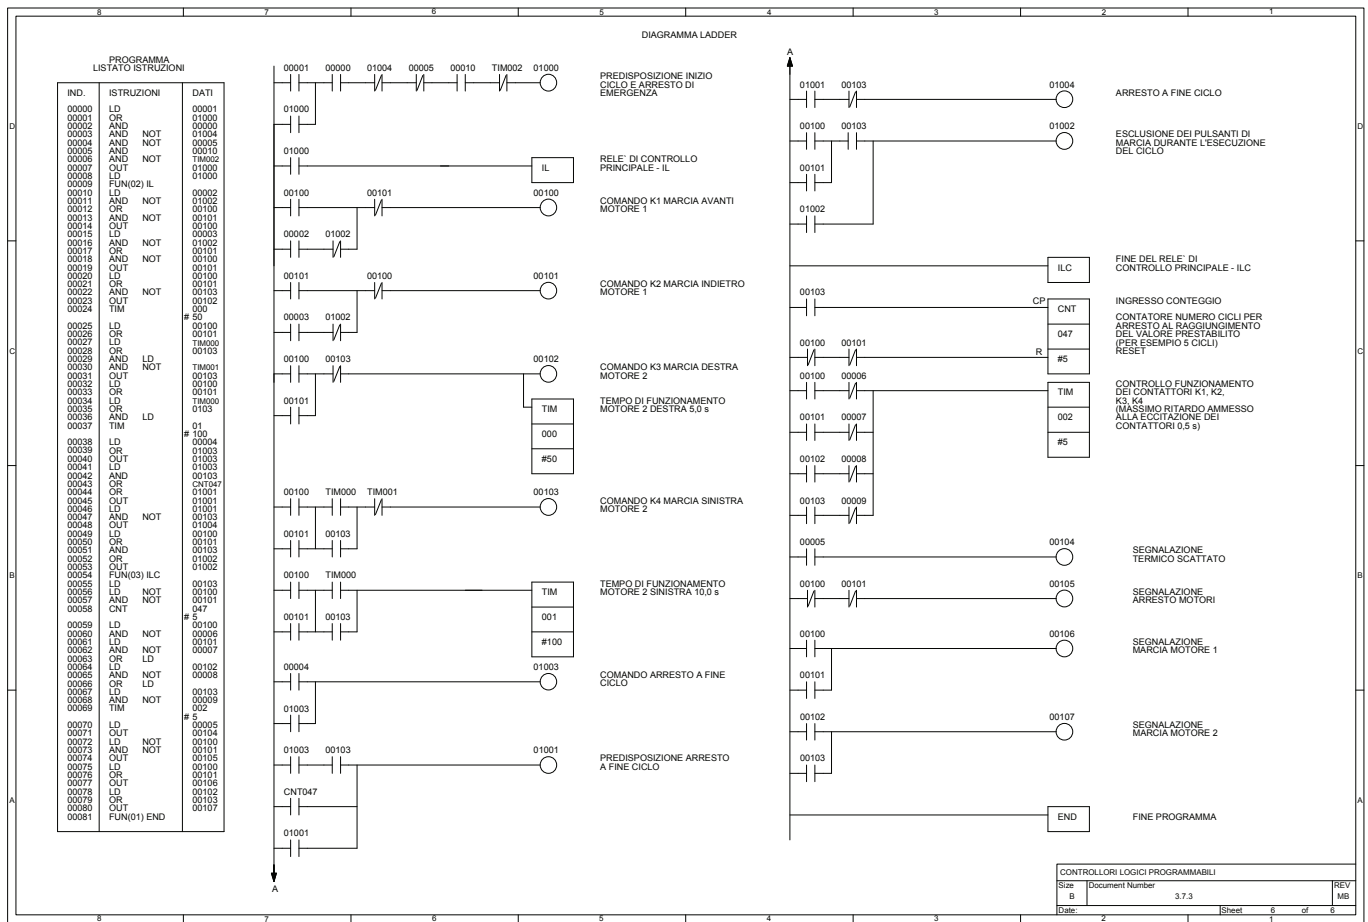 8 7 6 5 4 3 2 1
DIAGRAMMA LADDER
PROGRAMMA
LISTATO ISTRUZIONI
IND. ISTRUZIONI DATI
00000 LD 00001
00001 OR 01000
00002 AND 00000
00003 AND NOT 01004
00004 AND NOT 00005
00005 AND 00010
00006 AND NOT TIM002
00007 OUT 01000
00008 LD 01000
00009 FUN(02) IL
00010 LD 00002
00011 AND NOT 01002
00012 OR 00100
00013 AND NOT 00101
00014 OUT 00100
00015 LD 00003
00016 AND NOT 01002
00017 OR 00101
00018 AND NOT 00100
00019 OUT 00101
00020 LD 00100
00021 OR 00101
00022 AND NOT 00103
00023 OUT 00102
00024 TIM 000
# 50
00025 LD 00100
00026 OR 00101
00027 LD TIM000
00028 OR 00103
00029 AND LD
00030 AND NOT TIM001
00031 OUT 00103
00032 LD 00100
00033 OR 00101
00034 LD TIM000
00035 OR 0103
00036 AND LD
00037 TIM 01
# 100
00038 LD 00004
00039 OR 01003
00040 OUT 01003
00041 LD 01003
00042 AND 00103
00043 OR CNT047
00044 OR 01001
00045 OUT 01001
00046 LD 01001
00047 AND NOT 00103
00048 OUT 01004
00049 LD 00100
00050 OR 00101
00051 AND 00103
00052 OR 01002
00053 OUT 01002
00054 FUN(03) ILC
00055 LD 00103
00056 LD NOT 00100
00057 AND NOT 00101
00058 CNT 047
# 5
00059 LD 00100
00060 AND NOT 00006
00061 LD 00101
00062 AND NOT 00007
00063 OR LD
00064 LD 00102
00065 AND NOT 00008
00066 OR LD
00067 LD 00103
00068 AND NOT 00009
00069 TIM 002
# 5
00070 LD 00005
00071 OUT 00104
00072 LD NOT 00100
00073 AND NOT 00101
00074 OUT 00105
00075 LD 00100
00076 OR 00101
00077 OUT 00106
00078 LD 00102
00079 OR 00103
00080 OUT 00107
00081 FUN(01) END
00001 00000 01004 00005 00010 TIM002 01000
PREDISPOSIZIONE INIZIO
CICLO E ARRESTO DI
EMERGENZA
01000
01000
IL
RELE` DI CONTROLLO
PRINCIPALE - IL
00100 00101 00100
COMANDO K1 MARCIA AVANTI
MOTORE 1
00002 01002
00101 00100 00101
COMANDO K2 MARCIA INDIETRO
MOTORE 1
00003 01002
00100 00103 00102
COMANDO K3 MARCIA DESTRA
MOTORE 2
00101
TIM
000
#50
TEMPO DI FUNZIONAMENTO
MOTORE 2 DESTRA 5,0 s
00100 TIM000 TIM001 00103
COMANDO K4 MARCIA SINISTRA
MOTORE 2
00101 00103
00100 TIM000
TIM
001
#100
TEMPO DI FUNZIONAMENTO
MOTORE 2 SINISTRA 10,0 s
00101 00103
00004 01003
COMANDO ARRESTO A FINE
CICLO
01003
01003 00103 01001
PREDISPOSIZIONE ARRESTO
A FINE CICLO
CNT047
01001
A
A
01001 00103 01004
ARRESTO A FINE CICLO
00100 00103 01002
ESCLUSIONE DEI PULSANTI DI
MARCIA DURANTE L'ESECUZIONE
DEL CICLO
00101
01002
ILC
FINE DEL RELE` DI
CONTROLLO PRINCIPALE - ILC
00103
CP
CNT
047
#5
INGRESSO CONTEGGIO
CONTATORE NUMERO CICLI PER
ARRESTO AL RAGGIUNGIMENTO
DEL VALORE PRESTABILITO
(PER ESEMPIO 5 CICLI)
RESET
00100 00101
R
00100 00006
TIM
002
#5
CONTROLLO FUNZIONAMENTO
DEI CONTATTORI K1, K2,
K3, K4
(MASSIMO RITARDO AMMESSO
ALLA ECCITAZIONE DEI
CONTATTORI 0,5 s)
00101 00007
00102 00008
00103 00009
00005 00104
SEGNALAZIONE
TERMICO SCATTATO
00100 00101 00105
SEGNALAZIONE
ARRESTO MOTORI
00100 00106
SEGNALAZIONE
MARCIA MOTORE 1
00101
00102 00107
SEGNALAZIONE
MARCIA MOTORE 2
00103
END
FINE PROGRAMMA
D
C
B
A
D
C
B
A
CONTROLLORI LOGICI PROGRAMMABILI
Size Document Number REV
B 3.7.3 MB
Date: Sheet 6 of 6
8 7 6 5 4 3 2 1